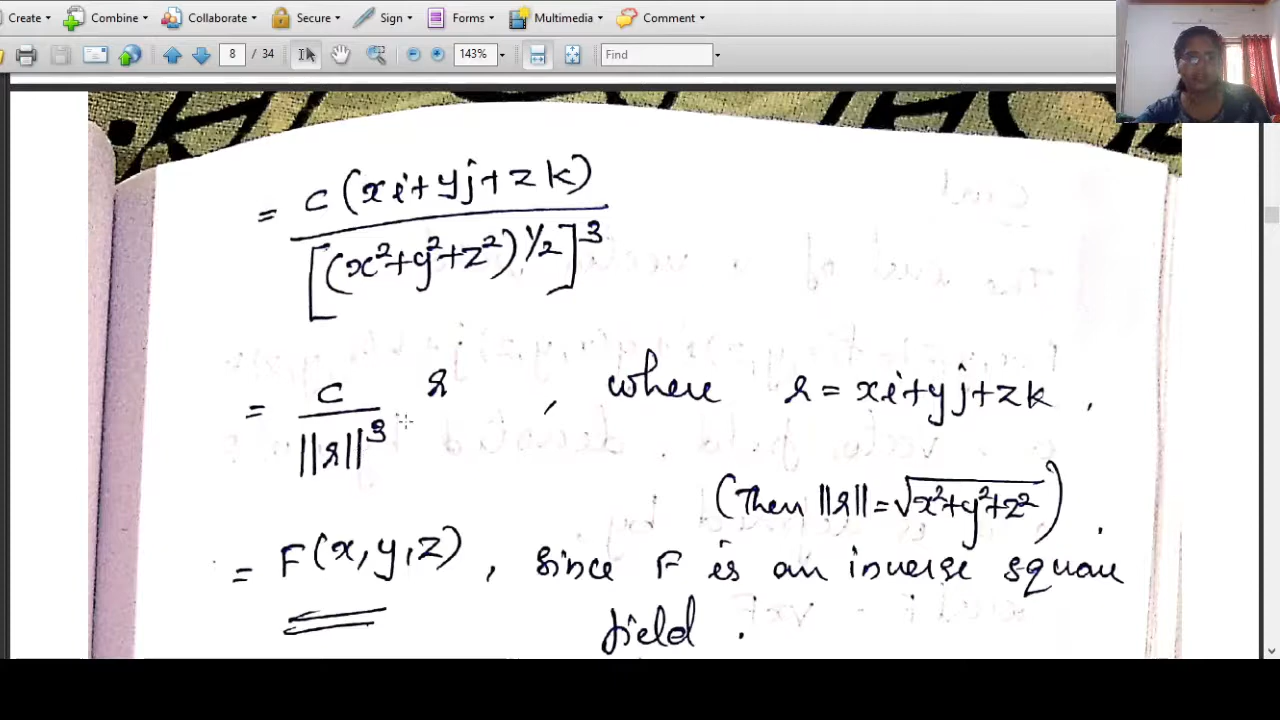 Create Combine Collaborate Secure Sign Forms Multimedia Comment
8 / 34 143% Find
= c(xi+yj+zk) / [(x²+y²+z²)^1/2]³
= c / ||r||³ r , where r = xi+yj+zk .
(Then ||r|| = √x²+y²+z²) .
= F(x,y,z) , since F is an inverse square
field .